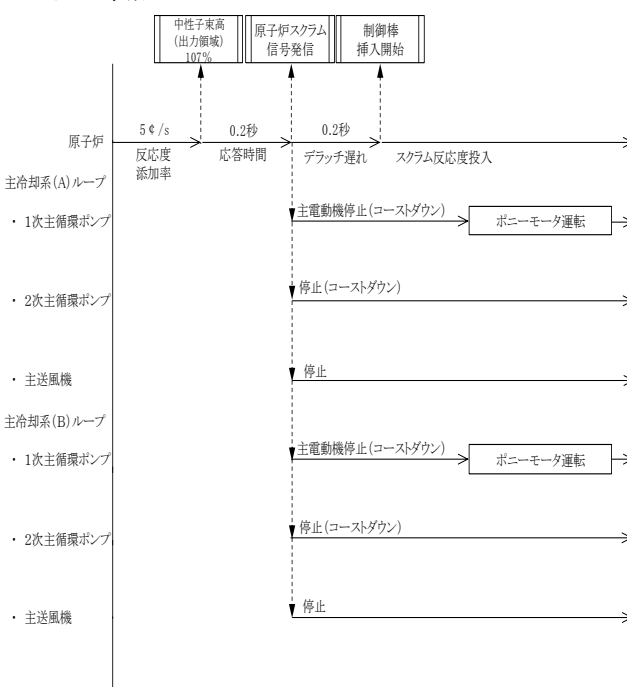 中性子束高
(出力領域)
107%
原子炉スクラム
信号発信
制御棒
挿入開始
原子炉
5￠/s
反応度
添加率
0.2秒
応答時間
0.2秒
デラッチ遅れ
スクラム反応度投入
主冷却系(A)ループ
・ 1次主循環ポンプ
主電動機停止(コーストダウン)
ポニーモータ運転
・ 2次主循環ポンプ
停止(コーストダウン)
・ 主送風機
停止
主冷却系(B)ループ
・ 1次主循環ポンプ
主電動機停止(コーストダウン)
ポニーモータ運転
・ 2次主循環ポンプ
停止(コーストダウン)
・ 主送風機
停止